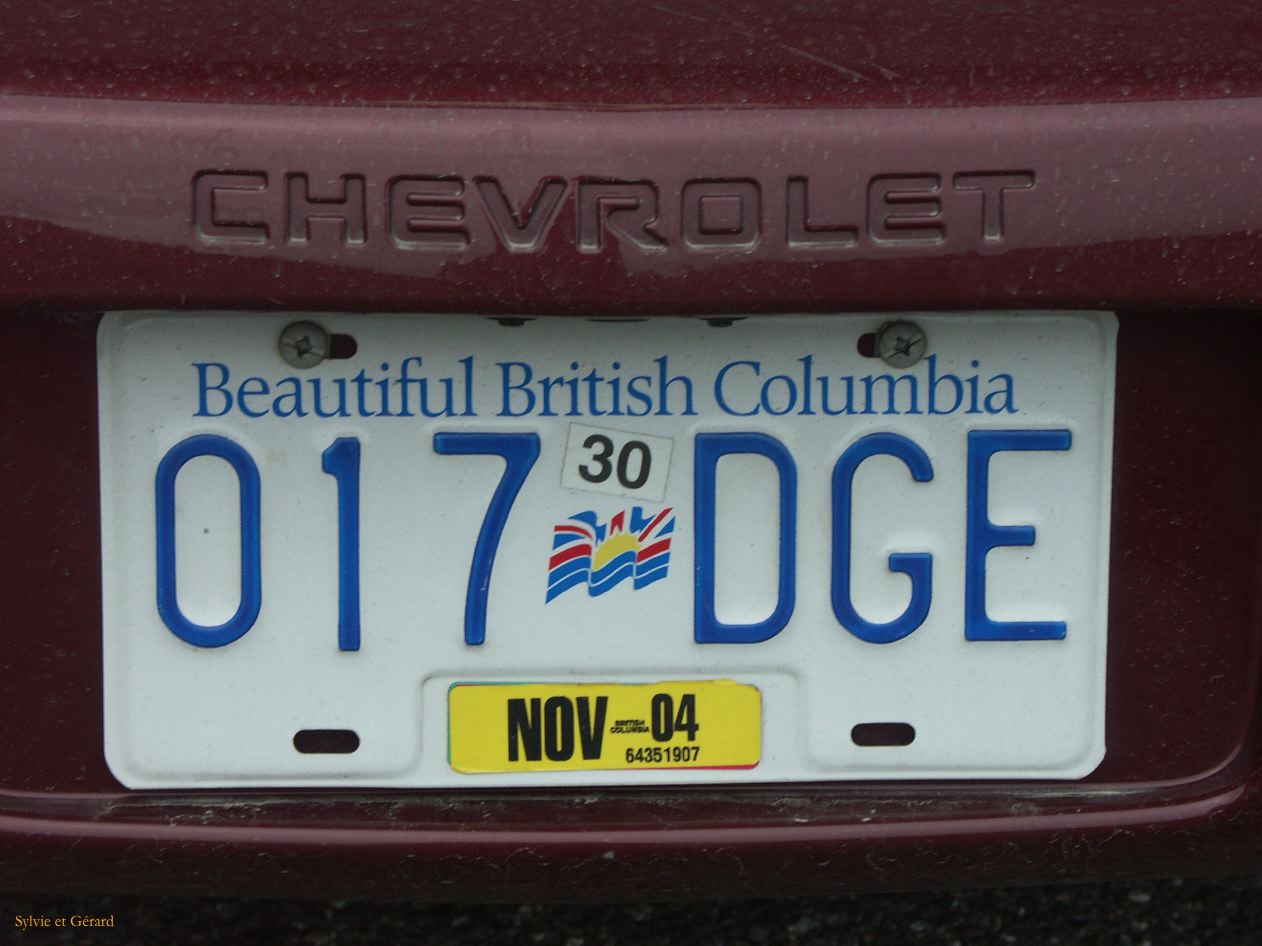 CHEVROLET
Beautiful British Columbia
017 30 DGE
NOV BRITISH COLUMBIA 04
64351907
Sylvie et Gérard